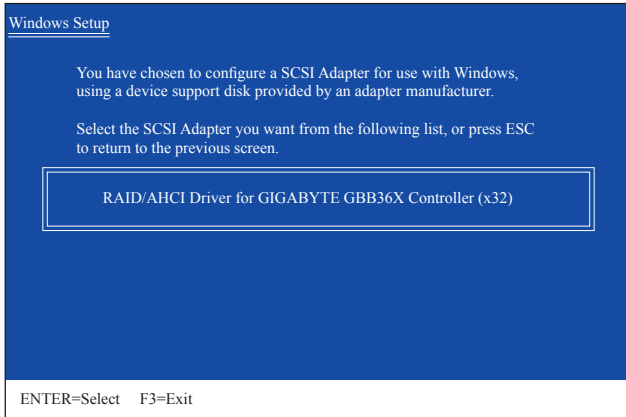 Windows Setup
You have chosen to configure a SCSI Adapter for use with Windows,
using a device support disk provided by an adapter manufacturer.
Select the SCSI Adapter you want from the following list, or press ESC
to return to the previous screen.
RAID/AHCI Driver for GIGABYTE GBB36X Controller (x32)
ENTER=Select F3=Exit